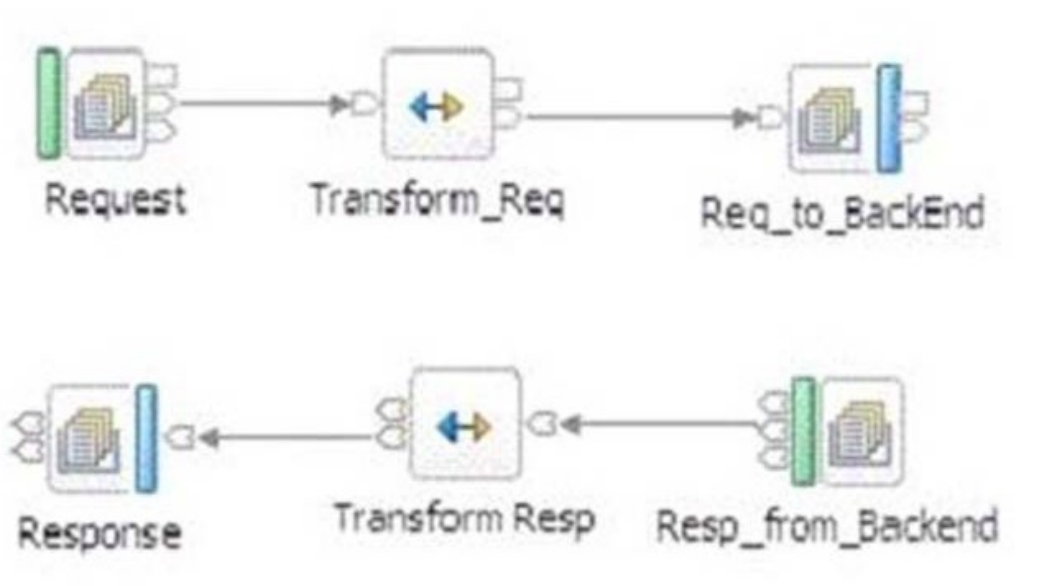 Request
Transform_Req
Req_to_BackEnd
Response
Transform Resp
Resp_from_Backend